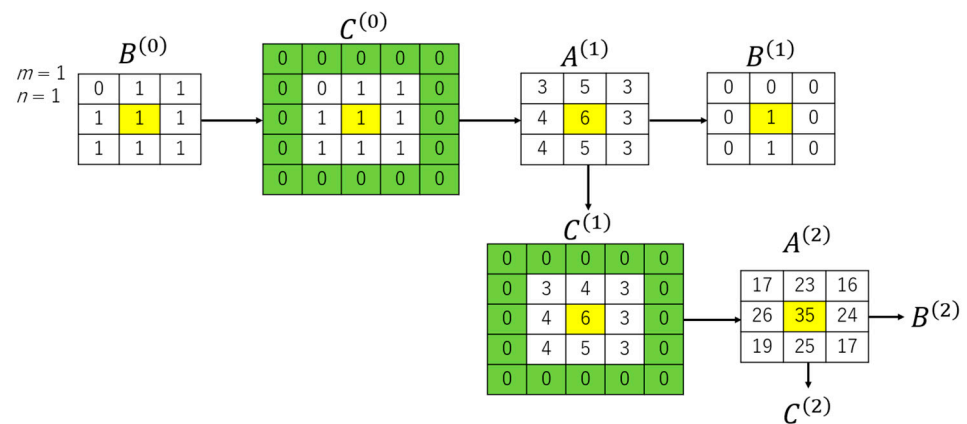 C^(0)
B^(0)
A^(1)
B^(1)
m = 1
n = 1
0 1 1
1 1 1
1 1 1
0 0 0 0 0
0 0 1 1 0
0 1 1 1 0
0 1 1 1 0
0 0 0 0 0
3 5 3
4 6 3
4 5 3
0 0 0
0 1 0
0 1 0
C^(1)
A^(2)
0 0 0 0 0
0 3 4 3 0
0 4 6 3 0
0 4 5 3 0
0 0 0 0 0
17 23 16
26 35 24
19 25 17
B^(2)
C^(2)